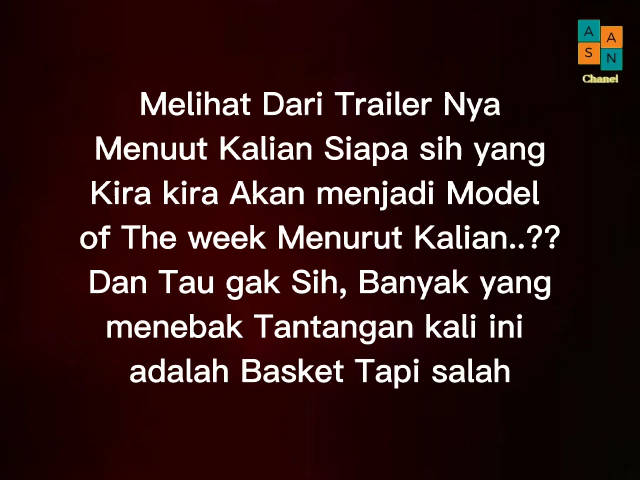 A A
S N
Chanel
Melihat Dari Trailer Nya
Menuut Kalian Siapa sih yang
Kira kira Akan menjadi Model
of The week Menurut Kalian..??
Dan Tau gak Sih, Banyak yang
menebak Tantangan kali ini
adalah Basket Tapi salah